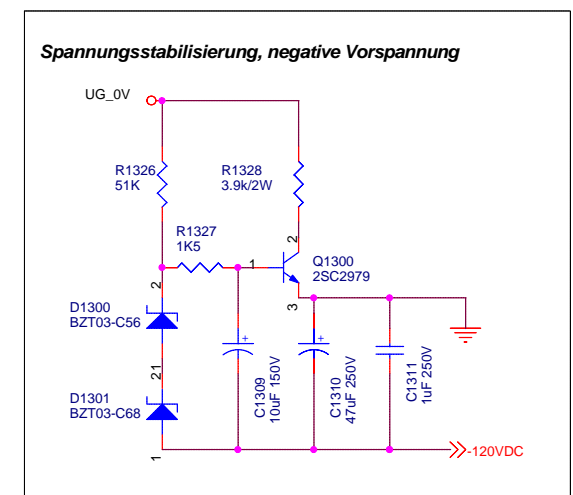 Spannungsstabilisierung, negative Vorspannung
UG_0V
R1326
51K
R1328
3.9k/2W
R1327
1K5
2
1
Q1300
2SC2979
3
2
D1300
BZT03-C56
+
C1309
10uF 150V
+
C1310
47uF 250V
C1311
1uF 250V
21
D1301
BZT03-C68
1
-120VDC